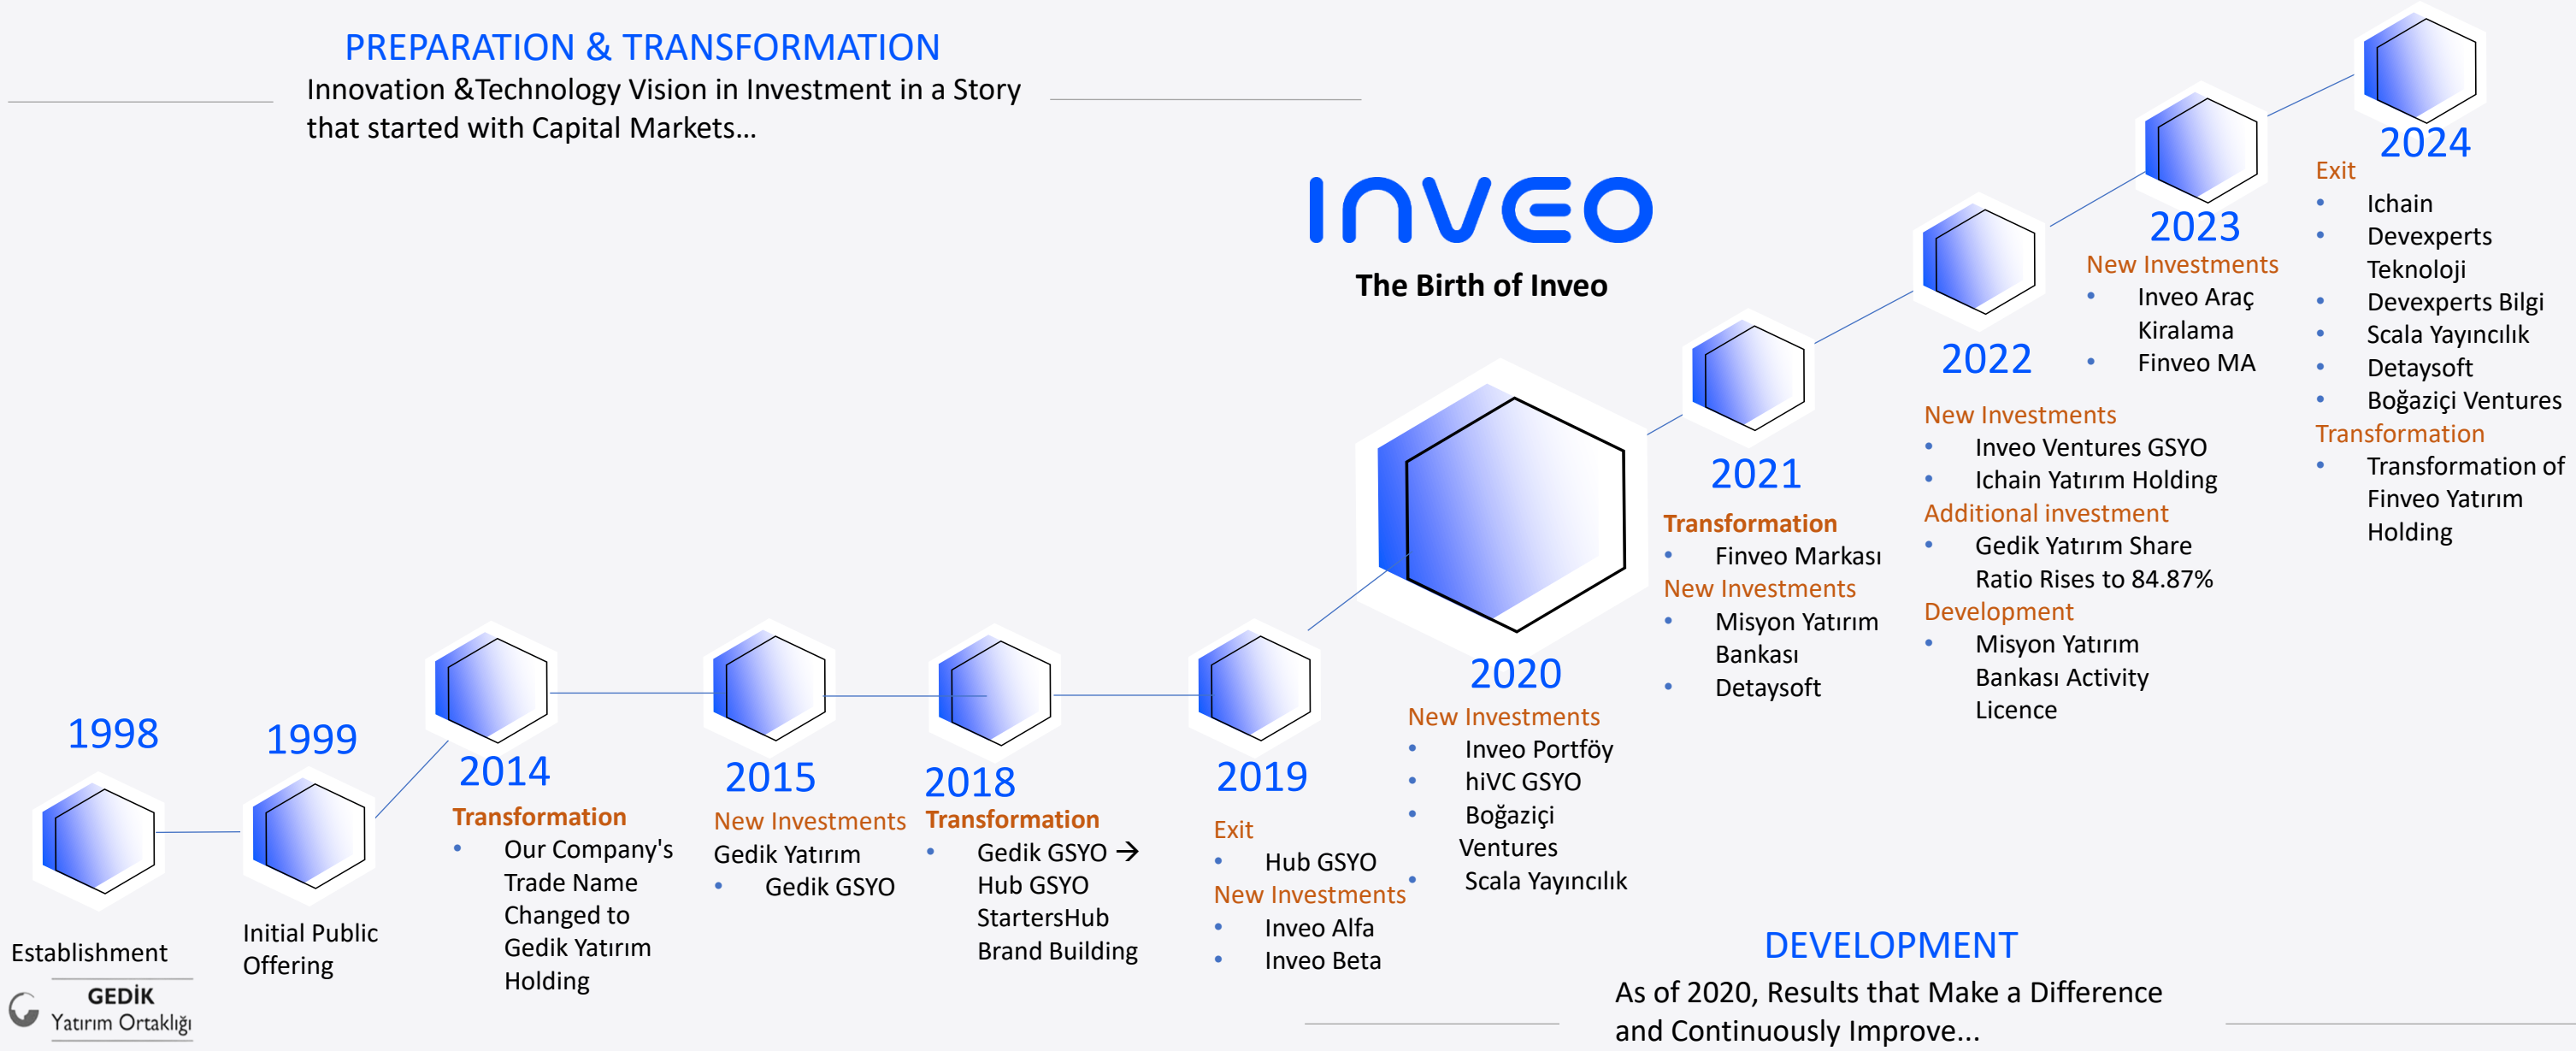 PREPARATION & TRANSFORMATION
Innovation &Technology Vision in Investment in a Story
that started with Capital Markets...
INVEO
The Birth of Inveo
1998
Establishment
GEDİK
Yatırım Ortaklığı
1999
Initial Public
Offering
2014
Transformation
• Our Company's
Trade Name
Changed to
Gedik Yatırım
Holding
2015
New Investments
Gedik Yatırım
• Gedik GSYO
2018
Transformation
• Gedik GSYO →
Hub GSYO
StartersHub
Brand Building
2019
Exit
• Hub GSYO
New Investments
• Inveo Alfa
• Inveo Beta
2020
New Investments
• Inveo Portföy
• hiVC GSYO
• Boğaziçi
Ventures
• Scala Yayıncılık
2021
Transformation
• Finveo Markası
New Investments
• Misyon Yatırım
Bankası
• Detaysoft
2022
New Investments
• Inveo Ventures GSYO
• Ichain Yatırım Holding
Additional investment
• Gedik Yatırım Share
Ratio Rises to 84.87%
Development
• Misyon Yatırım
Bankası Activity
Licence
2023
New Investments
• Inveo Araç
Kiralama
• Finveo MA
2024
Exit
• Ichain
• Devexperts
Teknoloji
• Devexperts Bilgi
• Scala Yayıncılık
• Detaysoft
• Boğaziçi Ventures
Transformation
• Transformation of
Finveo Yatırım
Holding
DEVELOPMENT
As of 2020, Results that Make a Difference
and Continuously Improve...